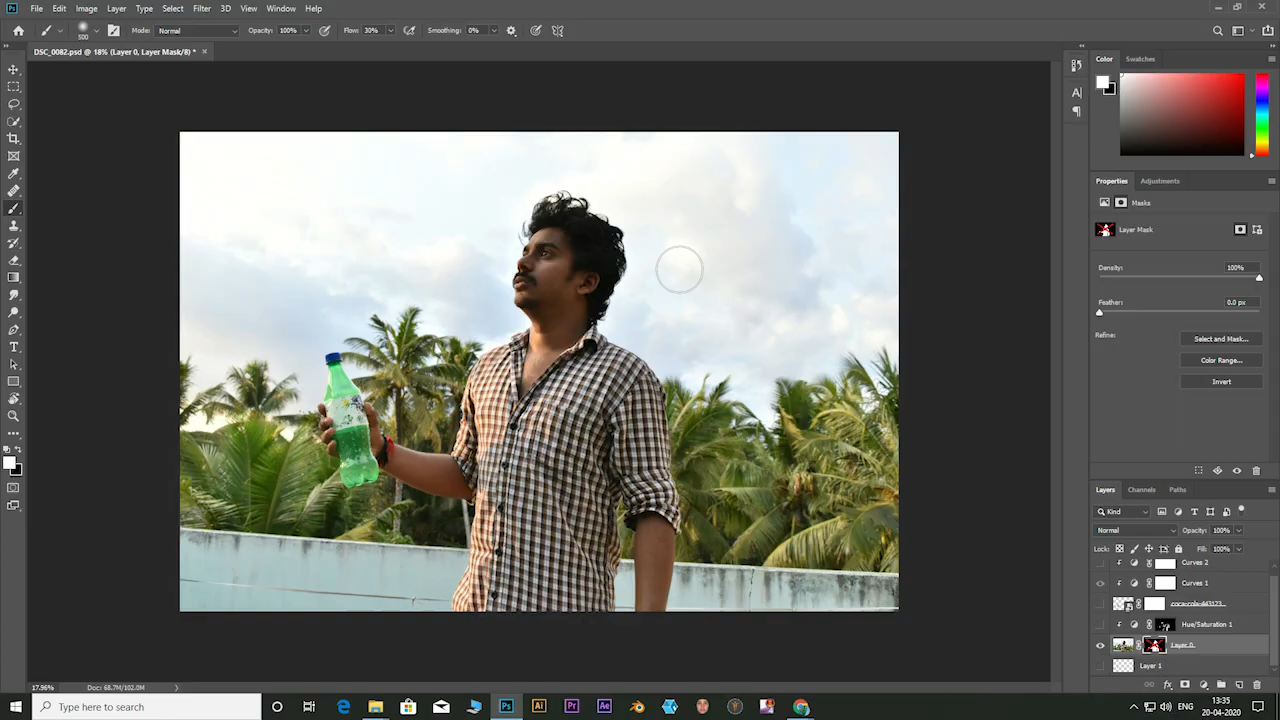 File Edit Image Layer Type Select Filter 3D View Window Help
500 Mode: Normal Opacity: 100% Flow: 30% Smoothing: 0%
DSC_0082.psd @ 18% (Layer 0, Layer Mask/8) * ×
Color Swatches
Properties Adjustments
Masks
Layer Mask
Density: 100%
Feather: 0.0 px
Refine: Select and Mask...
Color Range...
Invert
Layers Channels Paths
Kind
Normal Opacity: 100%
Lock: Fill: 100%
Curves 2
Curves 1
coca-cola-443123...
Hue/Saturation 1
Layer 0
Layer 1
17.96% Doc: 68.7M/102.0M
Type here to search
ENG 13:35
20-04-2020